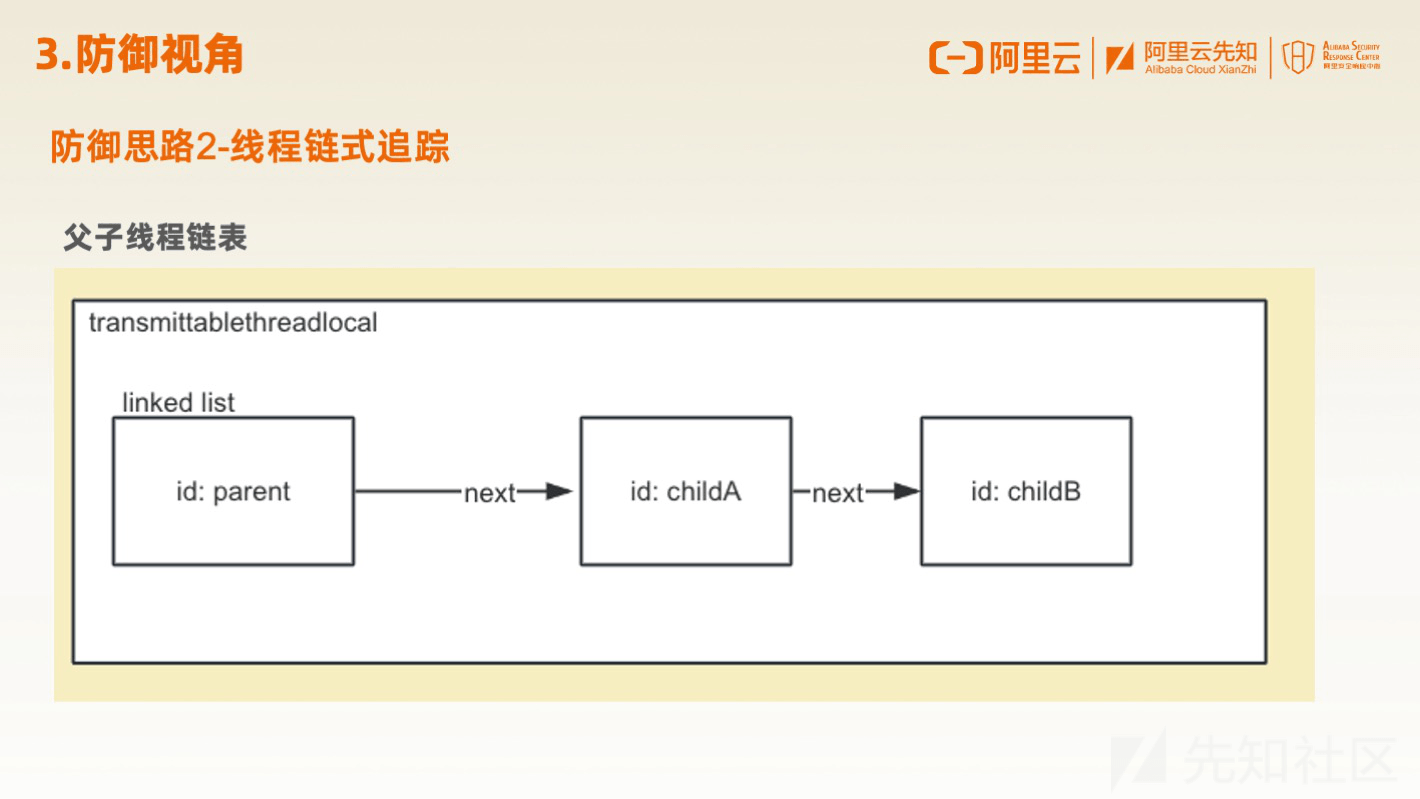 3.防御视角
阿里云
阿里云先知
Alibaba Cloud XianZhi
ALIBABA SECURITY
RESPONSE CENTER
阿里安全响应中心
防御思路2-线程链式追踪
父子线程链表
transmittablethreadlocal
linked list
id: parent
next
id: childA
next
id: childB
先知社区